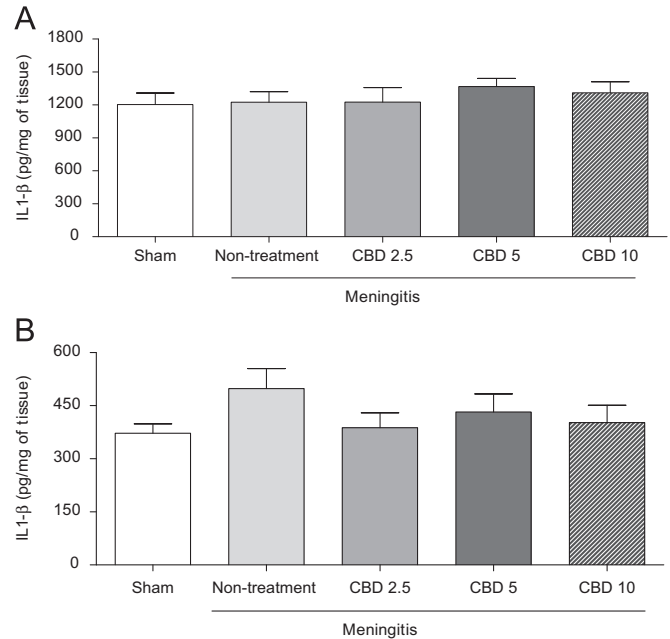 A
IL1-β (pg/mg of tissue)
1800
1500
1200
900
600
300
0
Sham Non-treatment CBD 2.5 CBD 5 CBD 10
Meningitis
B
IL1-β (pg/mg of tissue)
600
450
300
150
0
Sham Non-treatment CBD 2.5 CBD 5 CBD 10
Meningitis